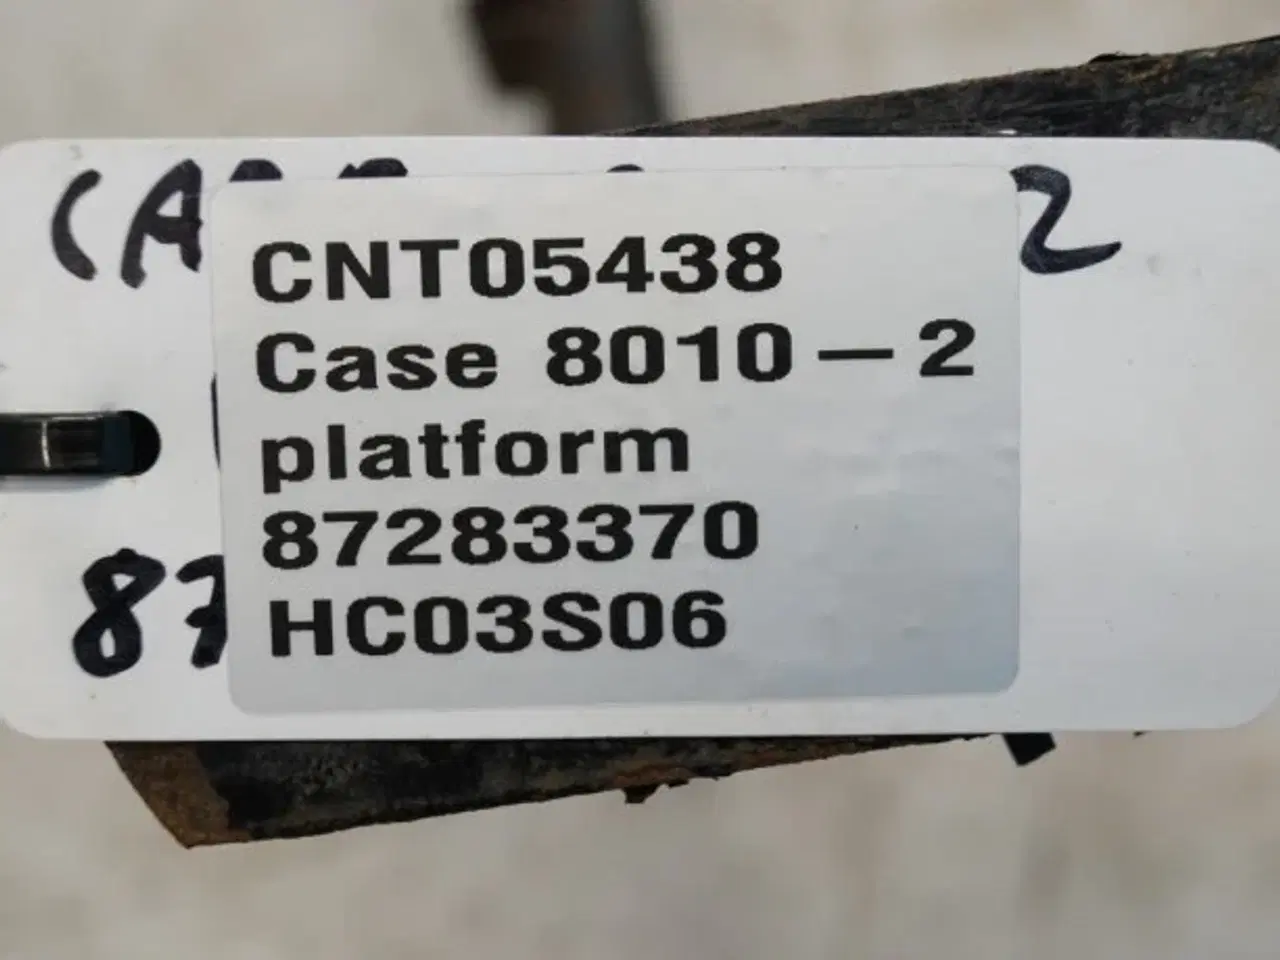 CNT05438
Case 8010-2
platform
87283370
HC03S06